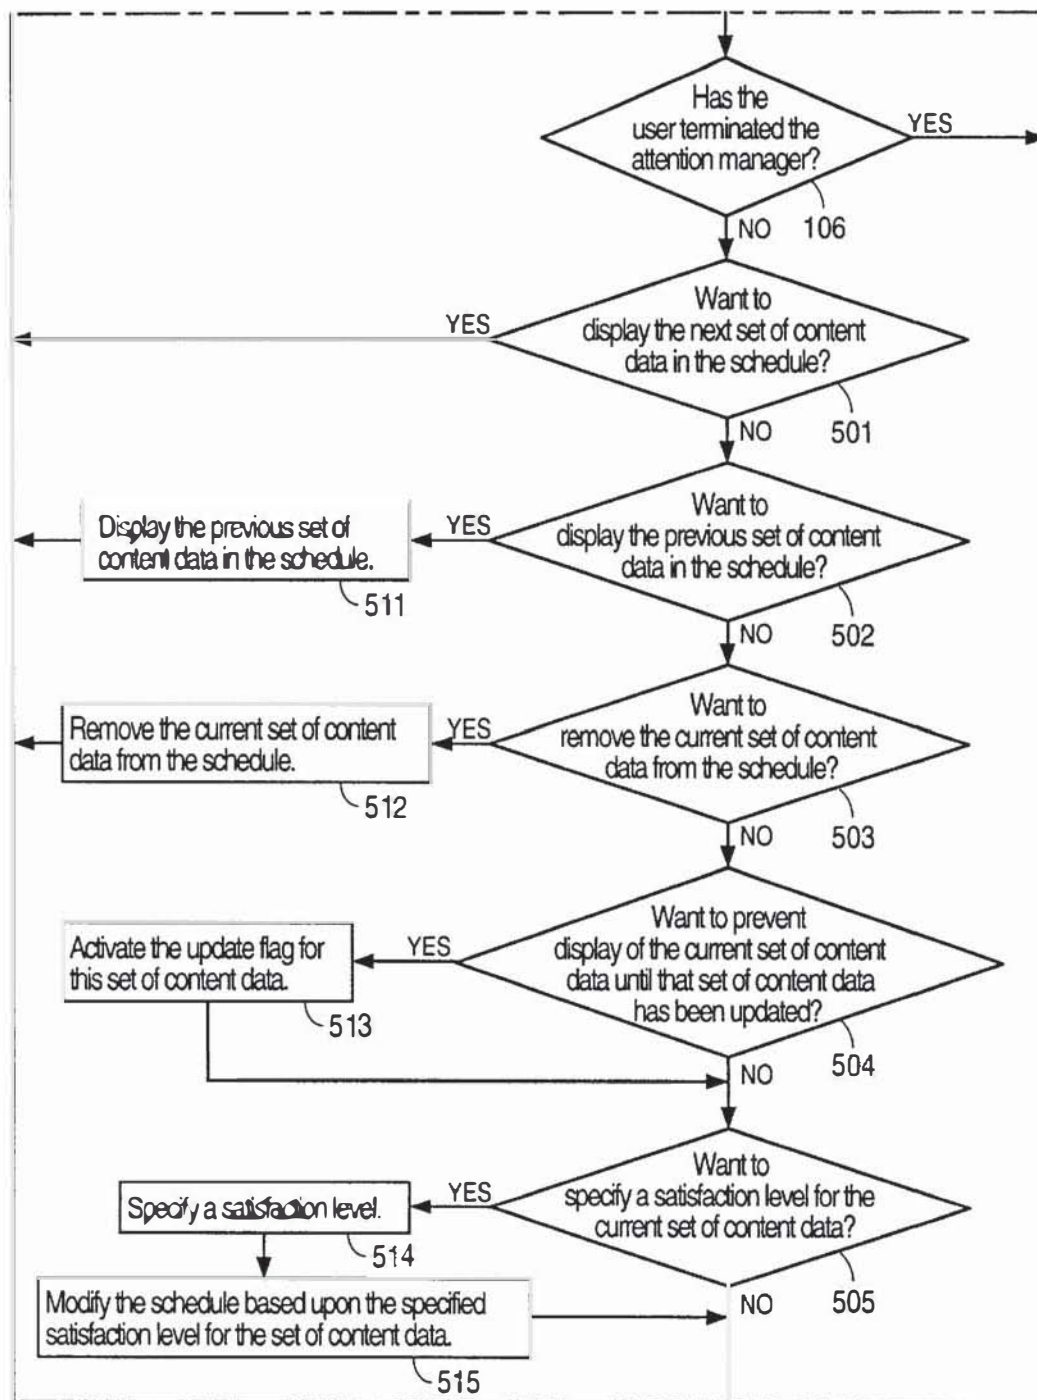 Has the
user terminated the
attention manager?
YES
NO
106
Want to
display the next set of content
data in the schedule?
YES
NO
501
Want to
display the previous set of content
data in the schedule?
YES
Display the previous set of
content data in the schedule.
511
NO
502
Want to
remove the current set of content
data from the schedule?
YES
Remove the current set of content
data from the schedule.
512
NO
503
Want to prevent
display of the current set of content
data until that set of content data
has been updated?
YES
Activate the update flag for
this set of content data.
513
NO
504
Want to
specify a satisfaction level for the
current set of content data?
YES
Specify a satisfaction level.
514
NO
505
Modify the schedule based upon the specified
satisfaction level for the set of content data.
515